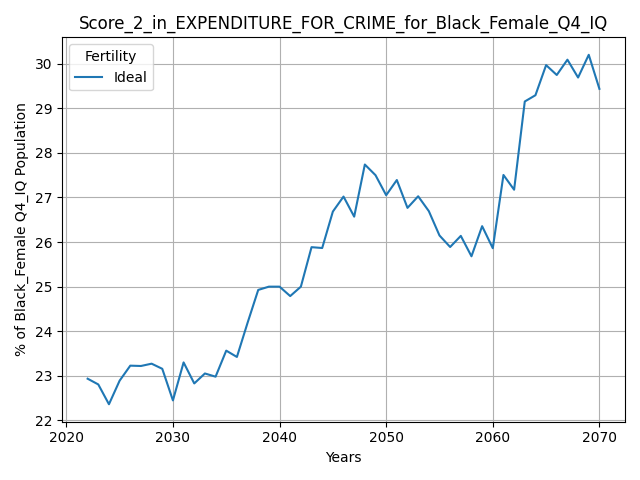 Score_2_in_EXPENDITURE_FOR_CRIME_for_Black_Female_Q4_IQ
Fertility
Ideal
% of Black_Female Q4_IQ Population
30
29
28
27
26
25
24
23
22
2020 2030 2040 2050 2060 2070
Years